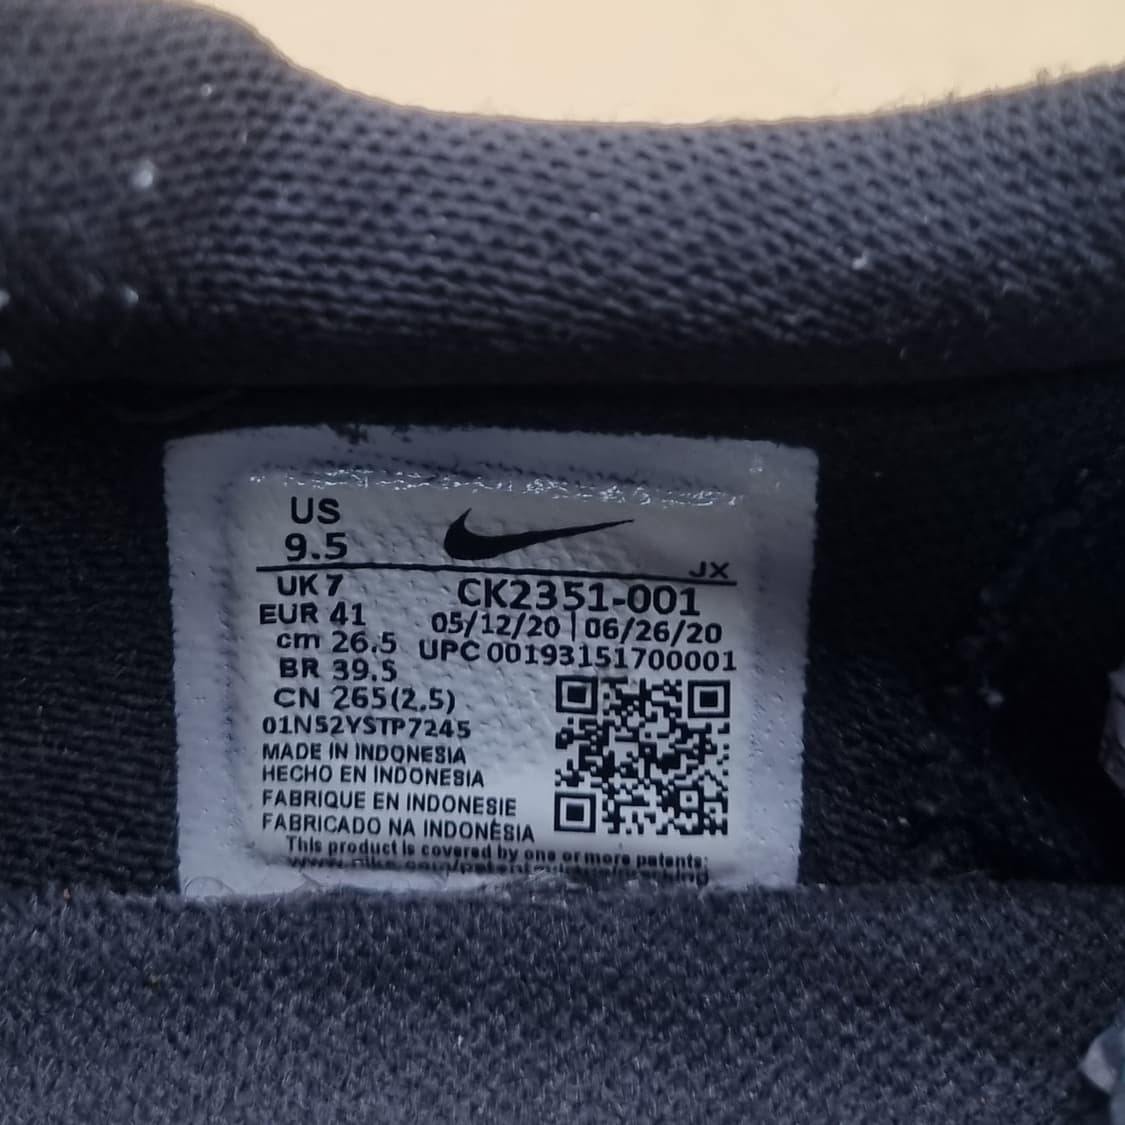 US
9.5
JX
UK 7
CK2351-001
EUR 41
05/12/20 | 06/26/20
cm 26.5
UPC 00193151700001
BR 39.5
CN 265(2.5)
01N52YSTP7245
MADE IN INDONESIA
HECHO EN INDONESIA
FABRIQUE EN INDONESIE
FABRICADO NA INDONÉSIA
This product is covered by one or more patents: